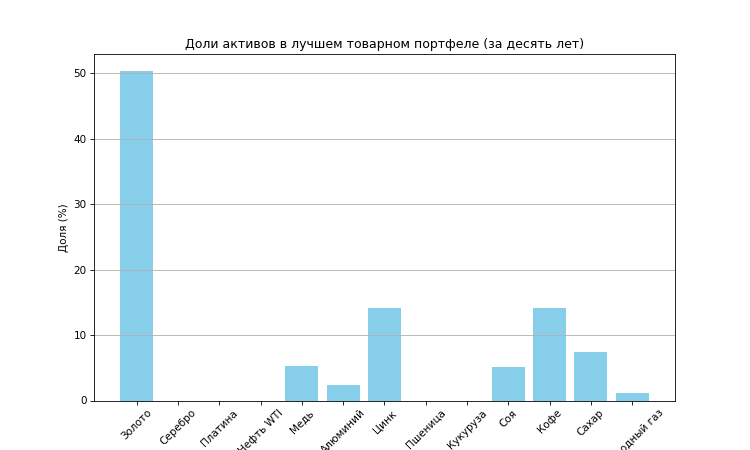 Доли активов в лучшем товарном портфеле (за десять лет)
Доля (%)
50
40
30
20
10
0
Золото
Серебро
Платина
Нефть WTI
Медь
Алюминий
Цинк
Пшеница
Кукуруза
Соя
Кофе
Сахар
одный газ